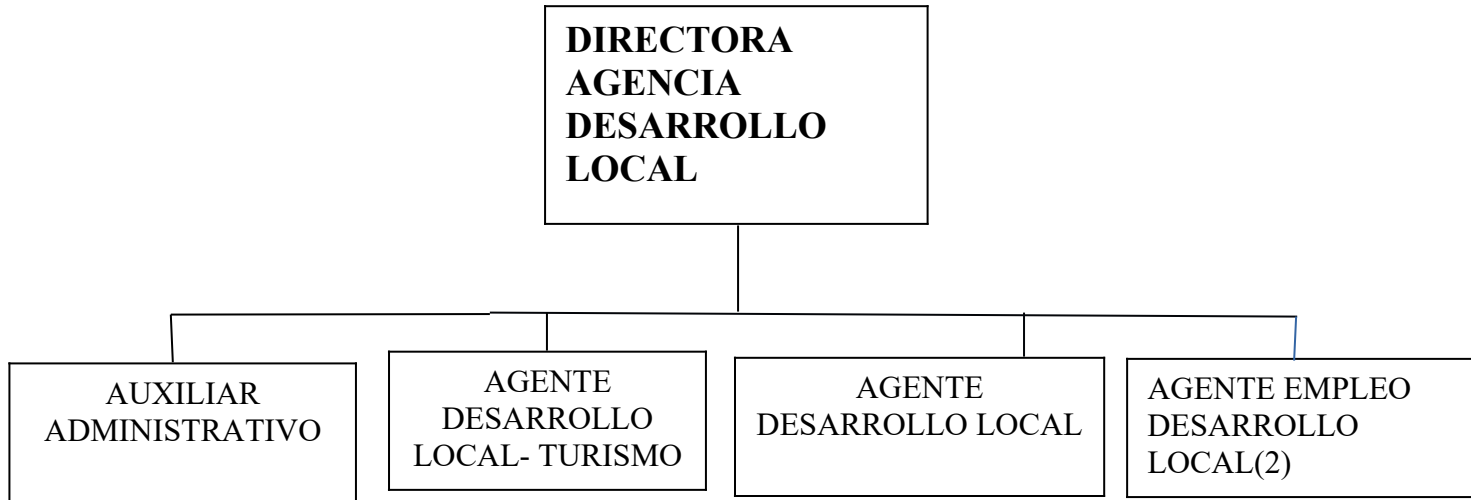 DIRECTORA
AGENCIA
DESARROLLO
LOCAL
AUXILIAR
ADMINISTRATIVO
AGENTE
DESARROLLO
LOCAL- TURISMO
AGENTE
DESARROLLO LOCAL
AGENTE EMPLEO
DESARROLLO
LOCAL(2)